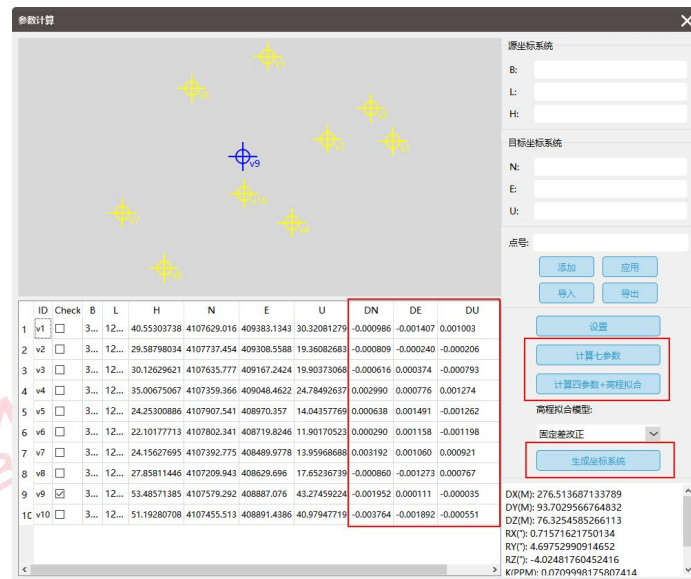 参数计算
源坐标系统
B:
L:
H:
目标坐标系统
N:
E:
U:
点号:
添加 应用
导入 导出
设置
计算七参数
计算四参数+高程拟合
高程拟合模型:
固定差改正
生成坐标系统
DX(M): 276.513687133789
DY(M): 93.7029566764832
DZ(M): 76.3254585266113
RX("): 0.71571621750134
RY("): 4.69752990914652
RZ("): -4.02481760452416
K(PPM): 0.0709998175807414
v9
v10
v4
ID Check B L H N E U DN DE DU
1 v1 3... 12... 40.55303738 4107629.016 409383.1343 30.32081279 -0.000986 -0.001407 0.001003
2 v2 3... 12... 29.58798034 4107737.454 409308.5588 19.36082683 -0.000809 -0.000240 -0.000206
3 v3 3... 12... 30.12629621 4107635.777 409167.2424 19.90373068 -0.000616 0.000374 -0.000793
4 v4 3... 12... 35.00675067 4107359.366 409048.4622 24.78492637 0.002990 0.000776 0.001274
5 v5 3... 12... 24.25300886 4107907.541 408970.357 14.04357769 0.000638 0.001491 -0.001262
6 v6 3... 12... 22.10177713 4107802.341 408719.8246 11.90170523 0.000290 0.001158 -0.001198
7 v7 3... 12... 24.15627695 4107392.775 408489.9778 13.95968688 0.003192 0.001060 0.000921
8 v8 3... 12... 27.85811446 4107209.943 408629.696 17.65236739 -0.000860 -0.001273 0.000767
9 v9 3... 12... 53.48571385 4107579.292 408887.076 43.27459224 -0.001952 0.000111 -0.000035
10 v10 3... 12... 51.19280708 4107455.513 408891.4386 40.97947719 -0.003764 -0.001892 -0.000551